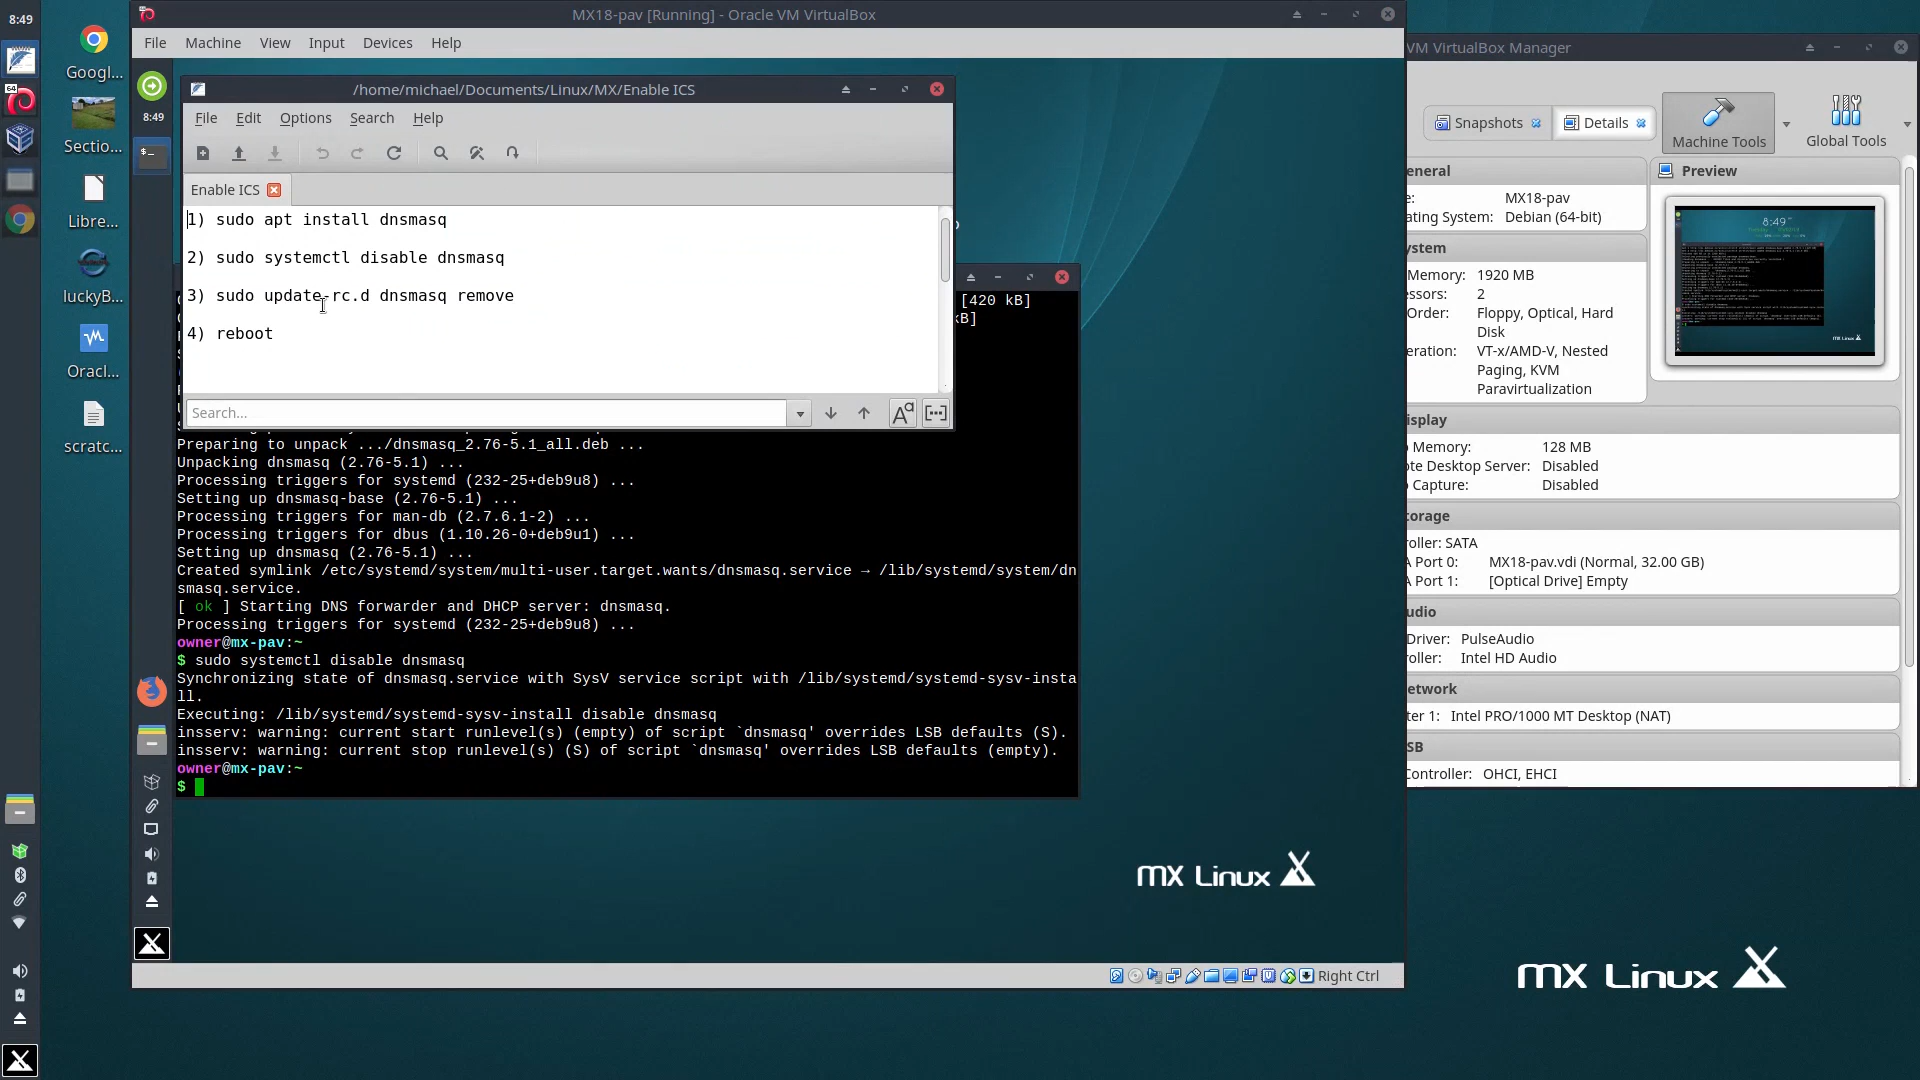 8:49
Googl...
Sectio...
Libre...
luckyB...
Oracl...
scratc...
64
MX18-pav [Running] - Oracle VM VirtualBox
File Machine View Input Devices Help
8:49
$_
/home/michael/Documents/Linux/MX/Enable ICS
File Edit Options Search Help
Enable ICS
1) sudo apt install dnsmasq
2) sudo systemctl disable dnsmasq
3) sudo update-rc.d dnsmasq remove
4) reboot
Search...
[420 kB]
kB]
Preparing to unpack .../dnsmasq_2.76-5.1_all.deb ...
Unpacking dnsmasq (2.76-5.1) ...
Processing triggers for systemd (232-25+deb9u8) ...
Setting up dnsmasq-base (2.76-5.1) ...
Processing triggers for man-db (2.7.6.1-2) ...
Processing triggers for dbus (1.10.26-0+deb9u1) ...
Setting up dnsmasq (2.76-5.1) ...
Created symlink /etc/systemd/system/multi-user.target.wants/dnsmasq.service → /lib/systemd/system/dn
smasq.service.
[ ok ] Starting DNS forwarder and DHCP server: dnsmasq.
Processing triggers for systemd (232-25+deb9u8) ...
owner@mx-pav:~
$ sudo systemctl disable dnsmasq
Synchronizing state of dnsmasq.service with SysV service script with /lib/systemd/systemd-sysv-insta
ll.
Executing: /lib/systemd/systemd-sysv-install disable dnsmasq
insserv: warning: current start runlevel(s) (empty) of script `dnsmasq' overrides LSB defaults (S).
insserv: warning: current stop runlevel(s) (S) of script `dnsmasq' overrides LSB defaults (empty).
owner@mx-pav:~
$
MX Linux
Right Ctrl
VM VirtualBox Manager
Snapshots
Details
Machine Tools
Global Tools
eneral
e: MX18-pav
ating System: Debian (64-bit)
ystem
Memory: 1920 MB
essors: 2
Order: Floppy, Optical, Hard
Disk
eration: VT-x/AMD-V, Nested
Paging, KVM
Paravirtualization
isplay
o Memory: 128 MB
ote Desktop Server: Disabled
o Capture: Disabled
torage
roller: SATA
A Port 0: MX18-pav.vdi (Normal, 32.00 GB)
A Port 1: [Optical Drive] Empty
udio
Driver: PulseAudio
roller: Intel HD Audio
etwork
ter 1: Intel PRO/1000 MT Desktop (NAT)
SB
Controller: OHCI, EHCI
Preview
8:49
MX Linux